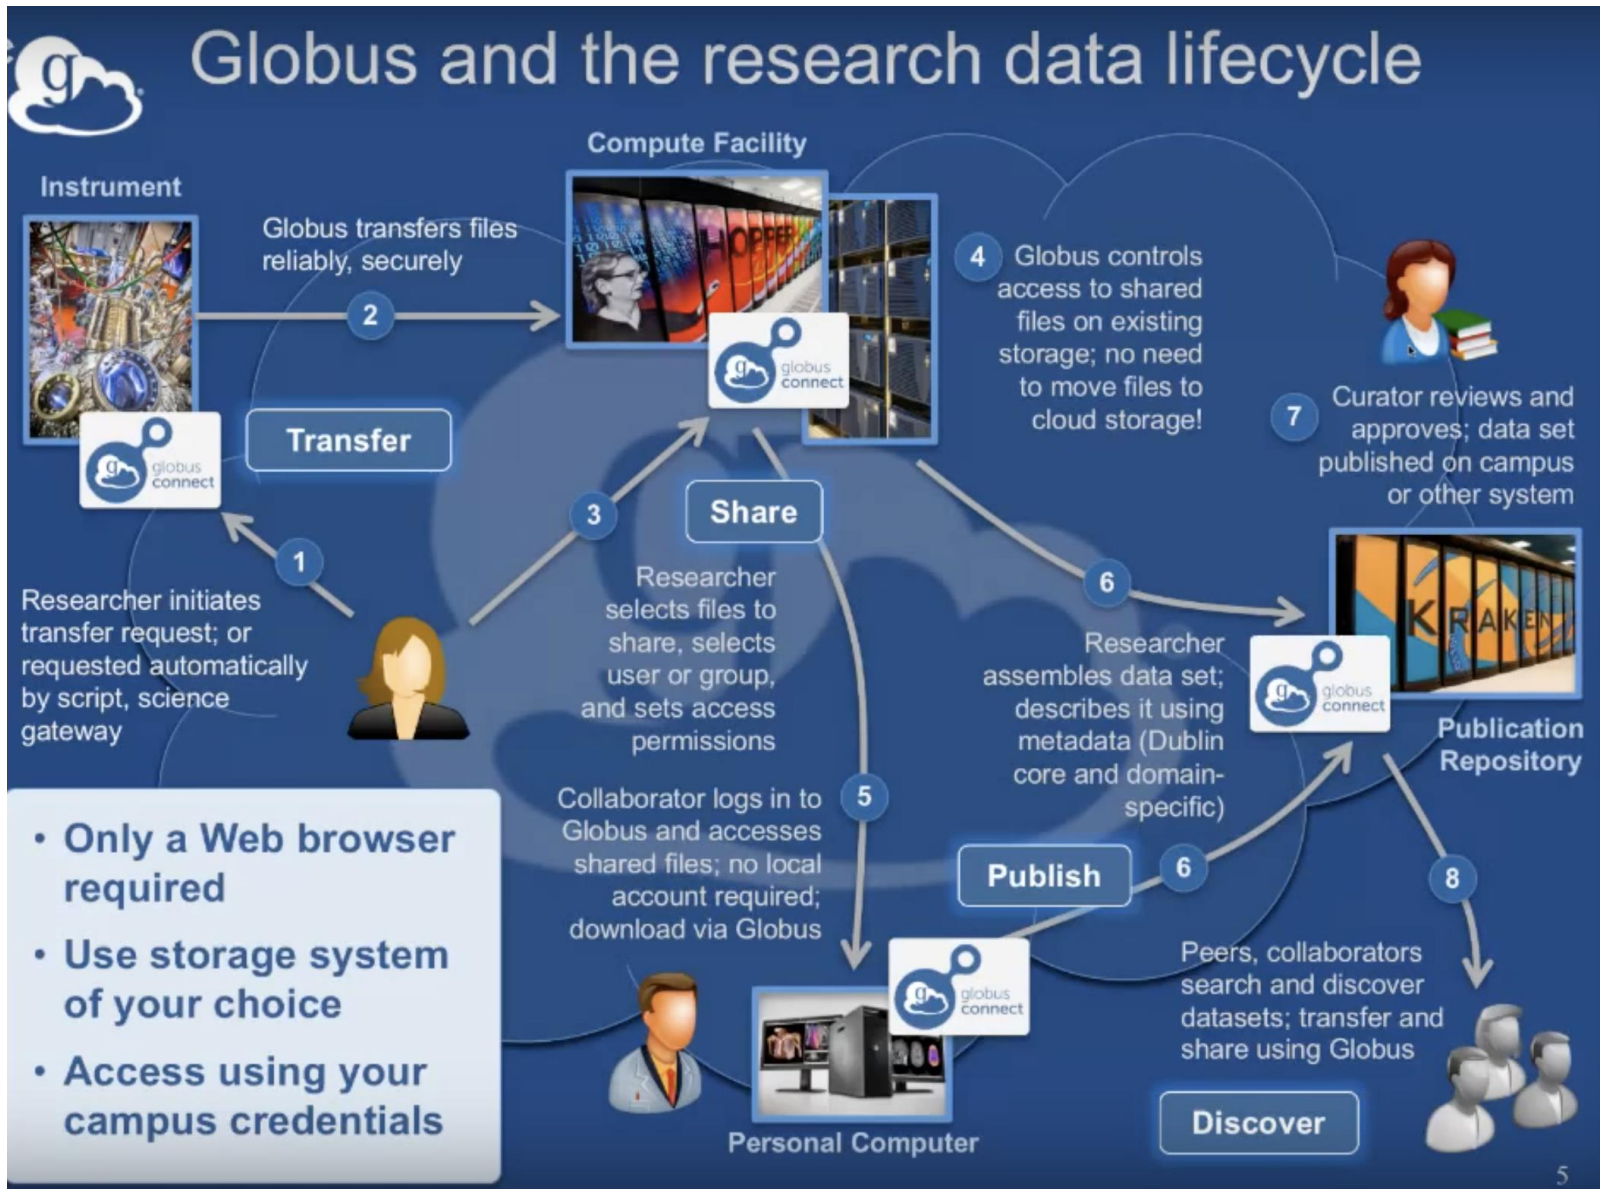 g
Globus and the research data lifecycle
Compute Facility
Instrument
Globus transfers files
reliably, securely
2
HOPPER
globus
connect
4
Globus controls
access to shared
files on existing
storage; no need
to move files to
cloud storage!
7
Curator reviews and
approves; data set
published on campus
or other system
Transfer
g
globus
connect
1
Researcher initiates
transfer request; or
requested automatically
by script, science
gateway
3
Share
Researcher
selects files to
share, selects
user or group,
and sets access
permissions
5
Collaborator logs in to
Globus and accesses
shared files; no local
account required;
download via Globus
6
Researcher
assembles data set;
describes it using
metadata (Dublin
core and domain-
specific)
KRAKEN
g
globus
connect
Publication
Repository
Publish
6
8
g
globus
connect
Personal Computer
Peers, collaborators
search and discover
datasets; transfer and
share using Globus
Discover
• Only a Web browser
required
• Use storage system
of your choice
• Access using your
campus credentials
5